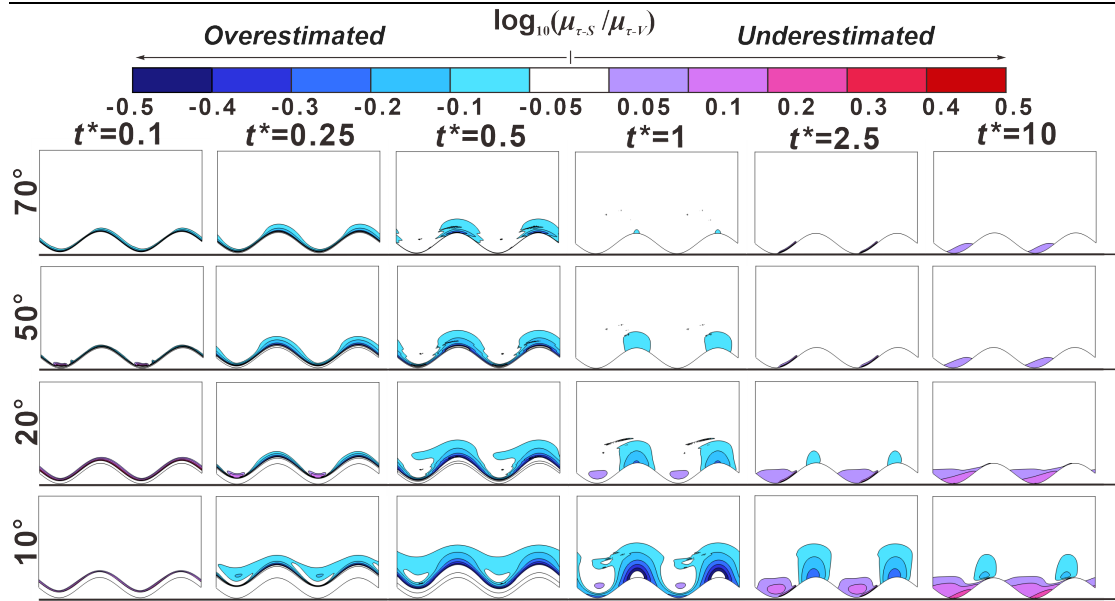 log₁₀(μτ-S /μτ-V)
Overestimated Underestimated
-0.5 -0.4 -0.3 -0.2 -0.1 -0.05 0.05 0.1 0.2 0.3 0.4 0.5
t*=0.1 t*=0.25 t*=0.5 t*=1 t*=2.5 t*=10
70°
50°
20°
10°